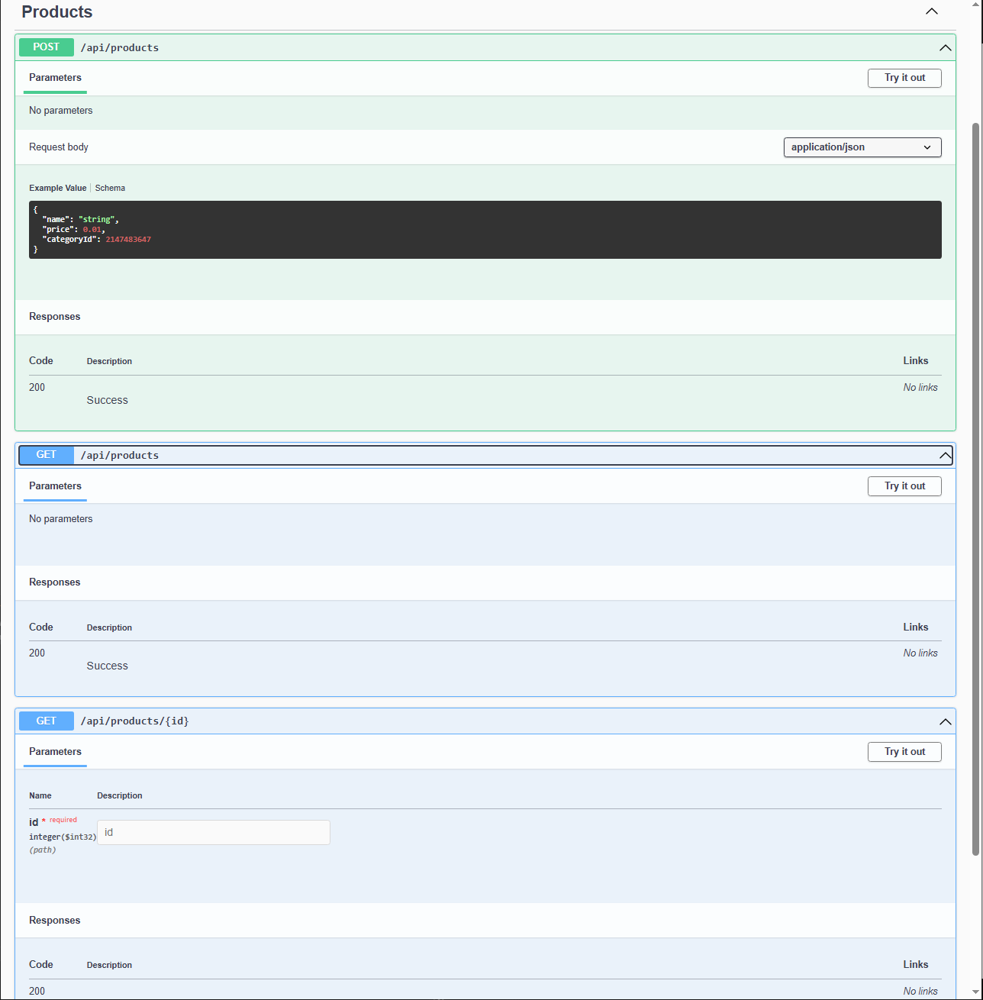 Products
POST /api/products
Parameters Try it out
No parameters
Request body application/json
Example Value Schema
{
"name": "string",
"price": 0.01,
"categoryId": 2147483647
}
Responses
Code Description Links
200 No links
Success
GET /api/products
Parameters Try it out
No parameters
Responses
Code Description Links
200 No links
Success
GET /api/products/{id}
Parameters Try it out
Name Description
id * required
integer($int32) id
(path)
Responses
Code Description Links
200 No links